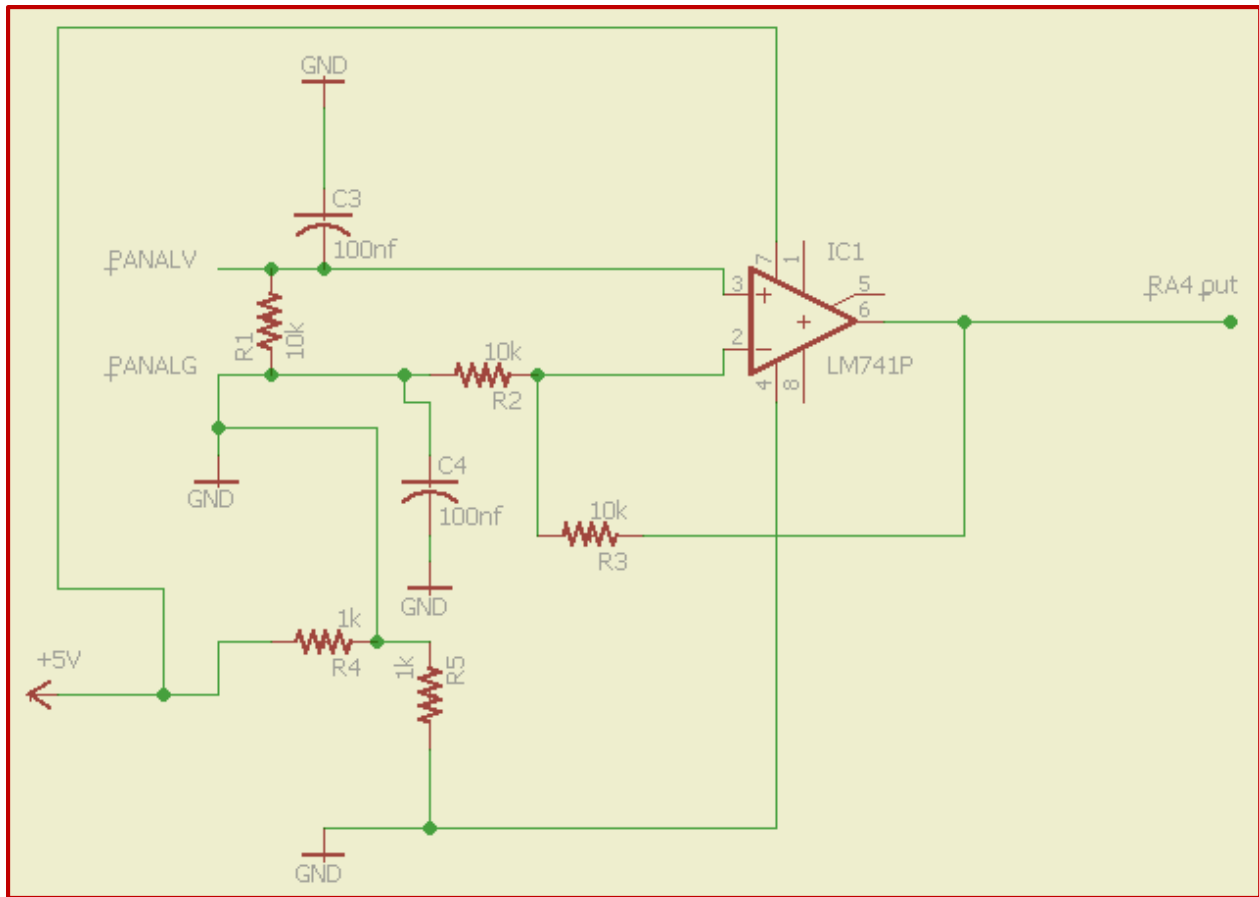 GND
C3
100nf
PANALV
R1
10k
PANALG
10k
R2
3
2
7
1
IC1
5
6
4
8
LM741P
RA4 put
GND
C4
100nf
GND
10k
R3
+5V
1k
R4
1k
R5
GND